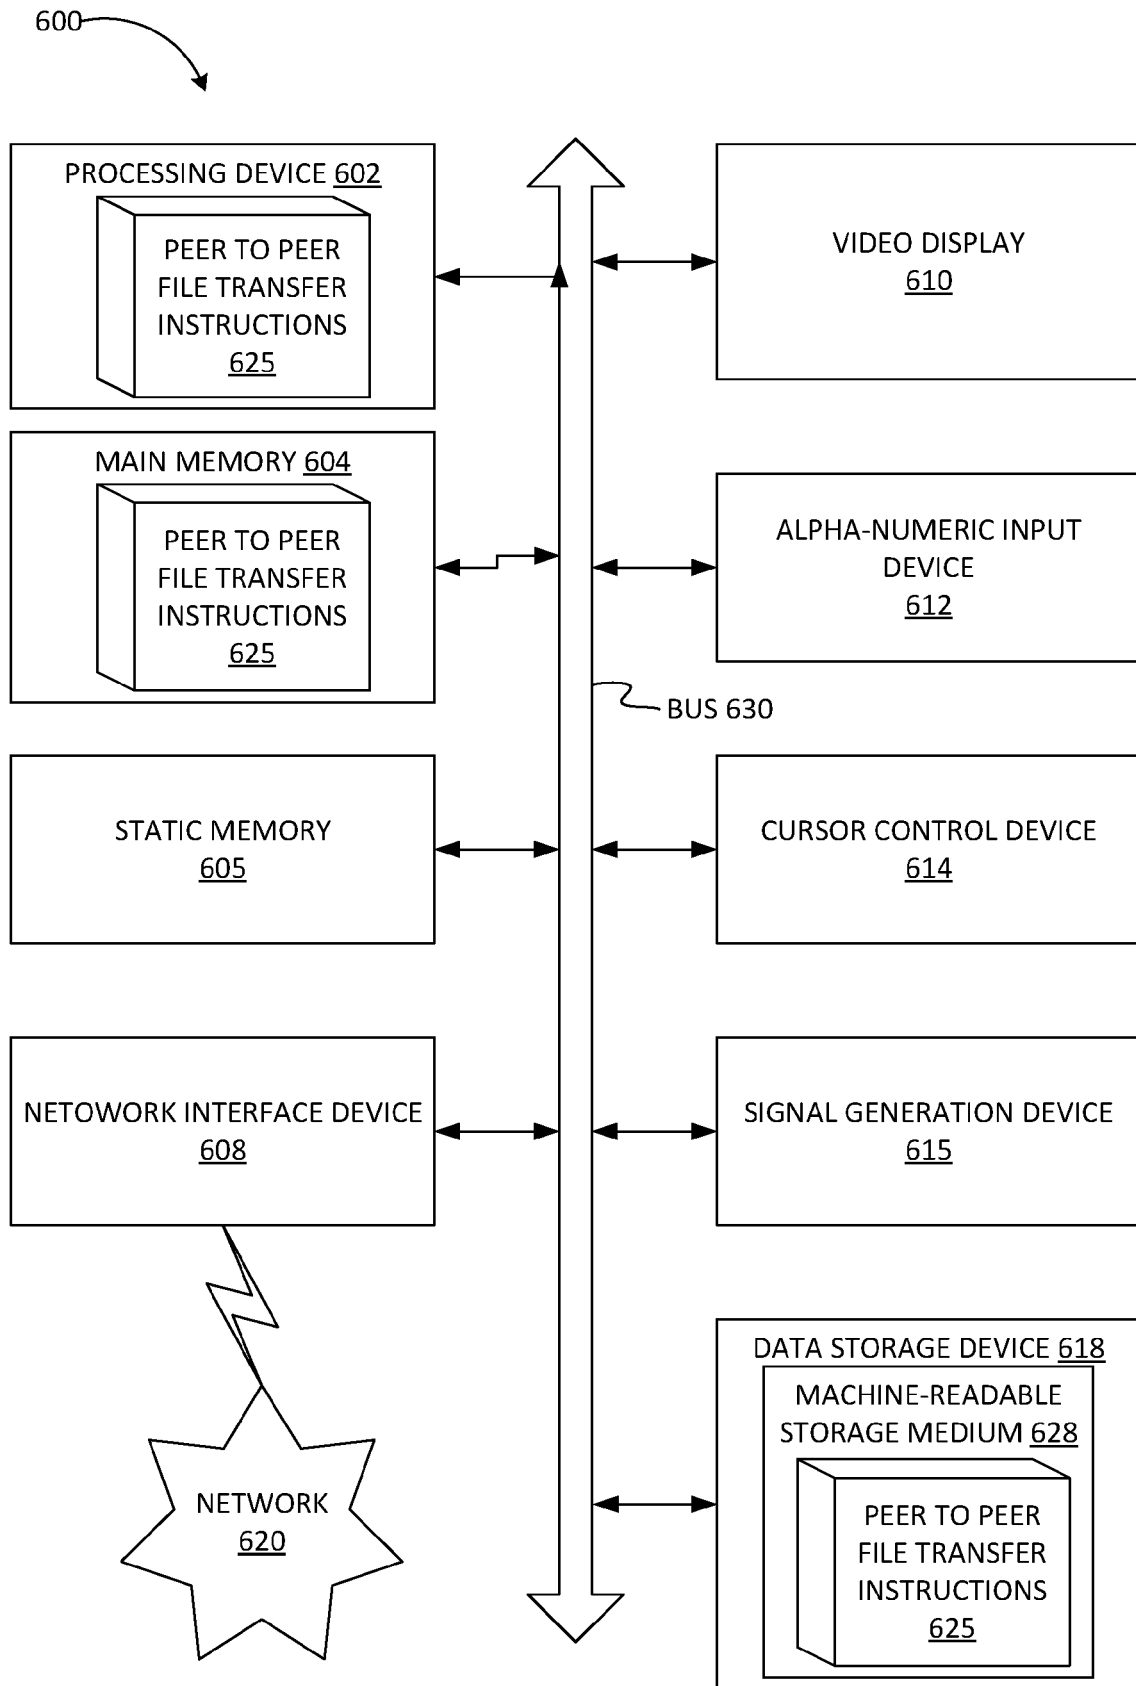 600
PROCESSING DEVICE 602
PEER TO PEER
FILE TRANSFER
INSTRUCTIONS
625
MAIN MEMORY 604
PEER TO PEER
FILE TRANSFER
INSTRUCTIONS
625
STATIC MEMORY
605
NETOWORK INTERFACE DEVICE
608
NETWORK
620
BUS 630
VIDEO DISPLAY
610
ALPHA-NUMERIC INPUT
DEVICE
612
CURSOR CONTROL DEVICE
614
SIGNAL GENERATION DEVICE
615
DATA STORAGE DEVICE 618
MACHINE-READABLE
STORAGE MEDIUM 628
PEER TO PEER
FILE TRANSFER
INSTRUCTIONS
625